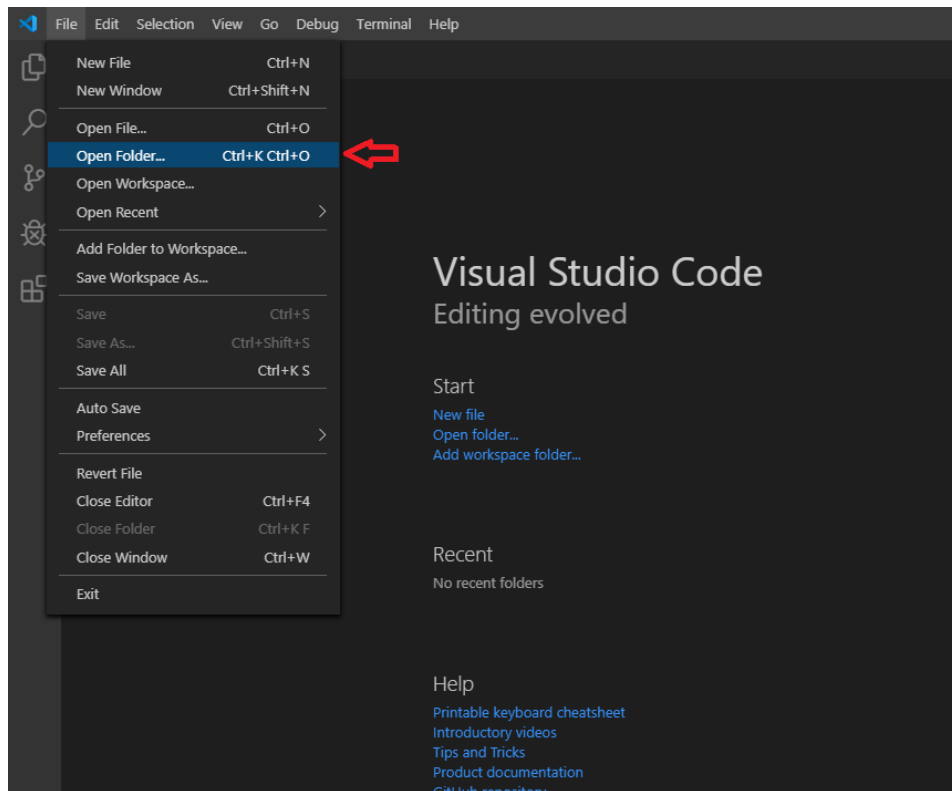 File Edit Selection View Go Debug Terminal Help
New File Ctrl+N
New Window Ctrl+Shift+N
Open File... Ctrl+O
Open Folder... Ctrl+K Ctrl+O
Open Workspace...
Open Recent
Add Folder to Workspace...
Save Workspace As...
Save Ctrl+S
Save As... Ctrl+Shift+S
Save All Ctrl+K S
Auto Save
Preferences
Revert File
Close Editor Ctrl+F4
Close Folder Ctrl+K F
Close Window Ctrl+W
Exit
Visual Studio Code
Editing evolved
Start
New file
Open folder...
Add workspace folder...
Recent
No recent folders
Help
Printable keyboard cheatsheet
Introductory videos
Tips and Tricks
Product documentation
GitHub repository